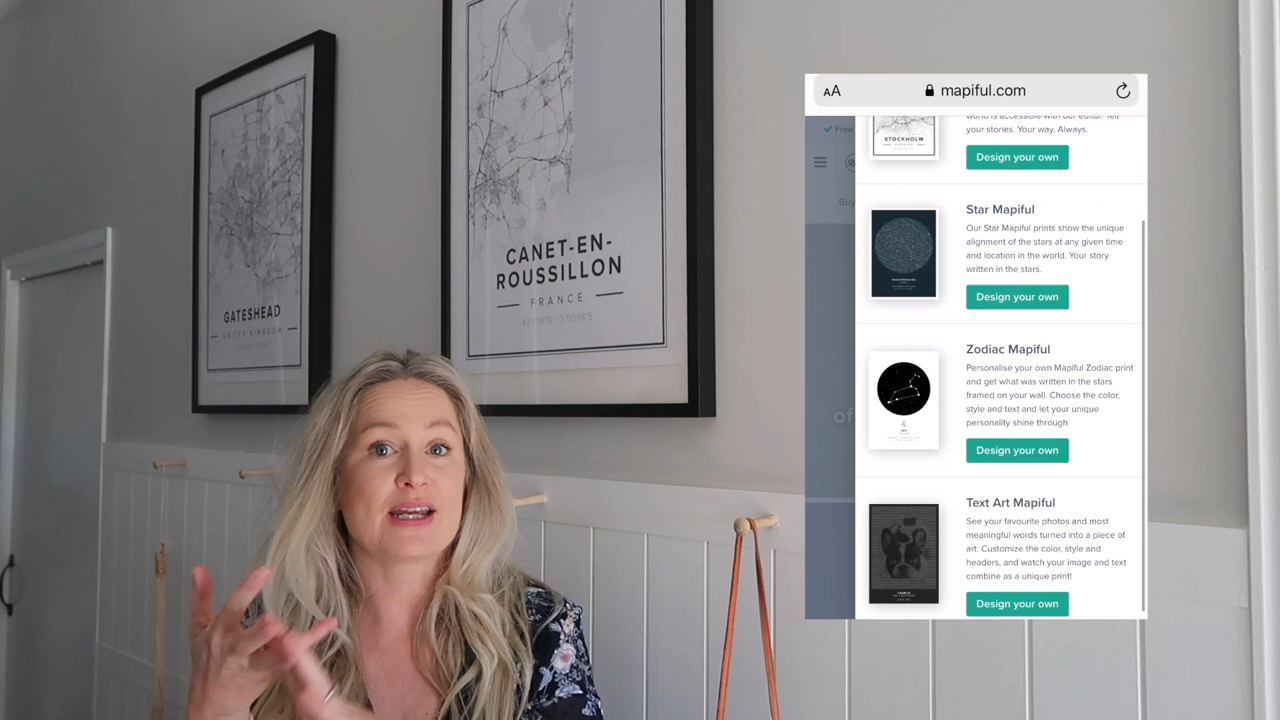 GATESHEAD
UNITED KINGDOM
CANET-EN-
ROUSSILLON
FRANCE
AA
mapiful.com
Free
Buy
of
STOCKHOLM
world is accessible with our editor. Tell
your stories. Your way. Always.
Design your own
Star Mapiful
Our Star Mapiful prints show the unique
alignment of the stars at any given time
and location in the world. Your story
written in the stars.
Design your own
Zodiac Mapiful
Personalise your own Mapiful Zodiac print
and get what was written in the stars
framed on your wall. Choose the color,
style and text and let your unique
personality shine through
Design your own
Text Art Mapiful
See your favourite photos and most
meaningful words turned into a piece of
art. Customize the color, style and
headers, and watch your image and text
combine as a unique print!
Design your own